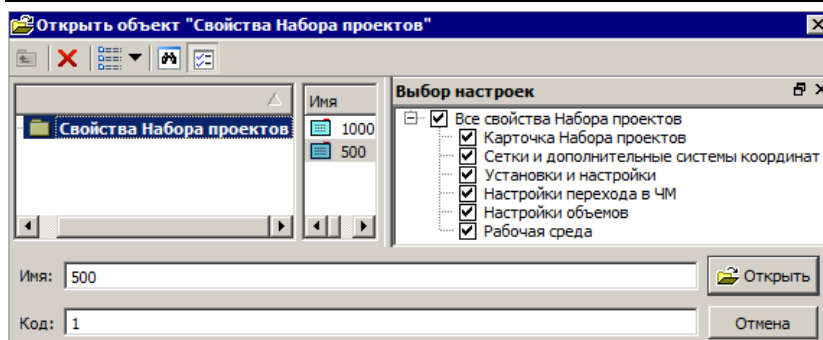 Открыть объект "Свойства Набора проектов"
Свойства Набора проектов
Имя
1000
500
Выбор настроек
Все свойства Набора проектов
Карточка Набора проектов
Сетки и дополнительные системы координат
Установки и настройки
Настройки перехода в ЧМ
Настройки объемов
Рабочая среда
Имя: 500
Открыть
Код: 1
Отмена